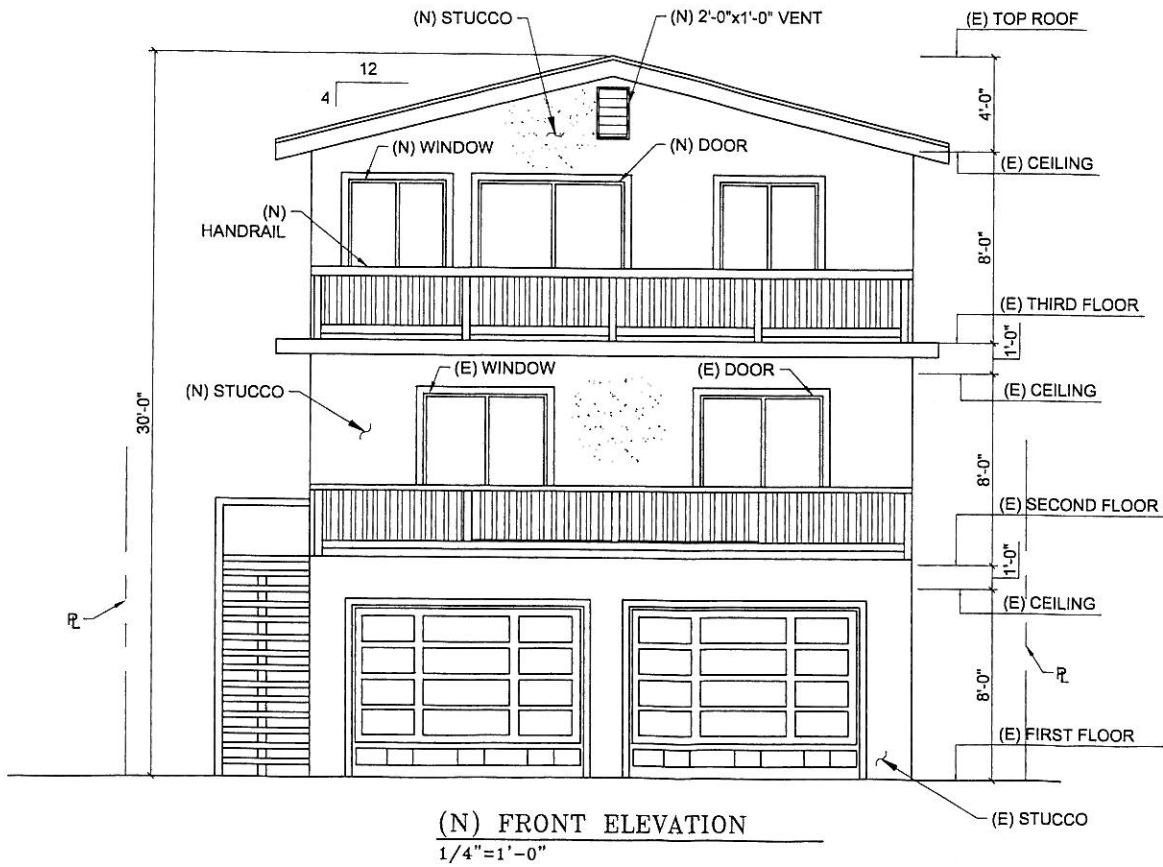 (N) STUCCO
(N) 2'-0"x1'-0" VENT
(E) TOP ROOF
12
4
4'-0"
(N) WINDOW
(N) DOOR
(E) CEILING
(N)
HANDRAIL
8'-0"
(E) THIRD FLOOR
1'-0"
(E) WINDOW
(E) DOOR
(N) STUCCO
(E) CEILING
30'-0"
8'-0"
(E) SECOND FLOOR
1'-0"
(E) CEILING
PL
PL
8'-0"
(E) FIRST FLOOR
(E) STUCCO
(N) FRONT ELEVATION
1/4"=1'-0"